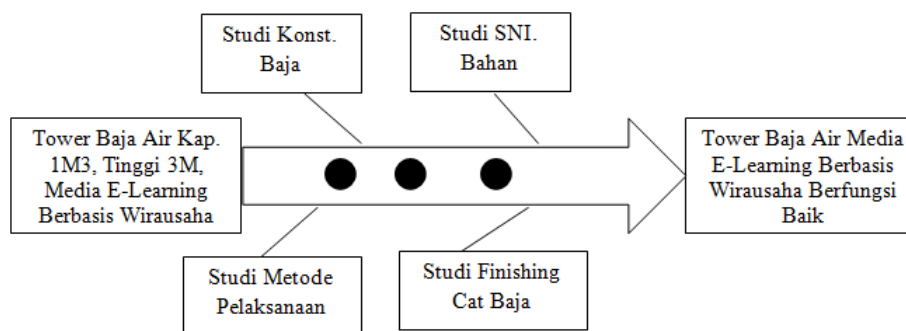 Studi Konst.
Baja
Studi SNI.
Bahan
Tower Baja Air Kap.
1M3, Tinggi 3M,
Media E-Learning
Berbasis Wirausaha
Tower Baja Air Media
E-Learning Berbasis
Wirausaha Berfungsi
Baik
Studi Metode
Pelaksanaan
Studi Finishing
Cat Baja